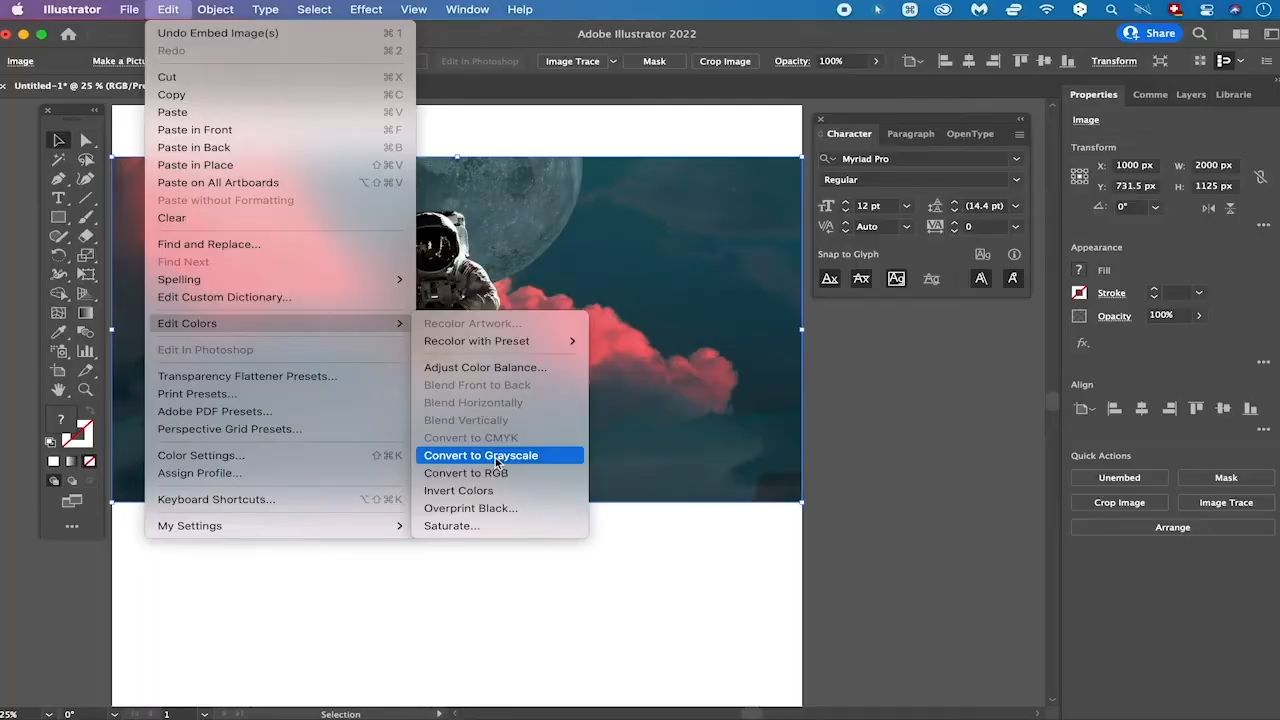 Illustrator File Edit Object Type Select Effect View Window Help
Adobe Illustrator 2022
Share
Image
Make a Pictu
Edit in Photoshop
Image Trace
Mask
Crop Image
Opacity: 100%
Transform
Untitled-1* @ 25 % (RGB/Pre
Undo Embed Image(s) ⌘1
Redo ⌘2
Cut ⌘X
Copy ⌘C
Paste ⌘V
Paste in Front ⌘F
Paste in Back ⌘B
Paste in Place ⇧⌘V
Paste on All Artboards ⌥⇧⌘V
Paste without Formatting
Clear
Find and Replace...
Find Next
Spelling
Edit Custom Dictionary...
Edit Colors
Edit In Photoshop
Transparency Flattener Presets...
Print Presets...
Adobe PDF Presets...
Perspective Grid Presets...
Color Settings... ⇧⌘K
Assign Profile...
Keyboard Shortcuts... ⌥⇧⌘K
My Settings
Recolor Artwork...
Recolor with Preset
Adjust Color Balance...
Blend Front to Back
Blend Horizontally
Blend Vertically
Convert to CMYK
Convert to Grayscale
Convert to RGB
Invert Colors
Overprint Black...
Saturate...
Character Paragraph OpenType
Myriad Pro
Regular
12 pt (14.4 pt)
Auto 0
Snap to Glyph
Properties Comme Layers Librarie
Image
Transform
X: 1000 px W: 2000 px
Y: 731.5 px H: 1125 px
0°
Appearance
? Fill
Stroke
Opacity 100%
fx.
Align
Quick Actions
Unembed Mask
Crop Image Image Trace
Arrange
25% 0° 1 Selection